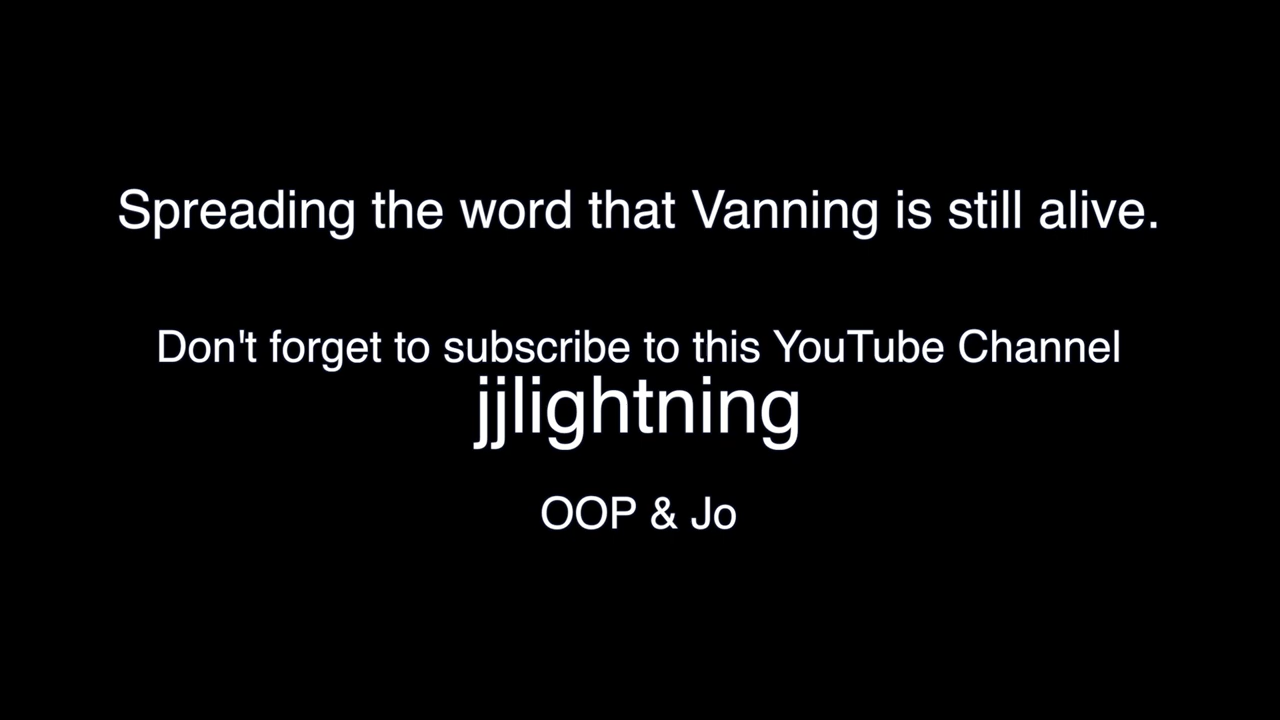 Spreading the word that Vanning is still alive.
Don't forget to subscribe to this YouTube Channel
jjlightning
OOP & Jo